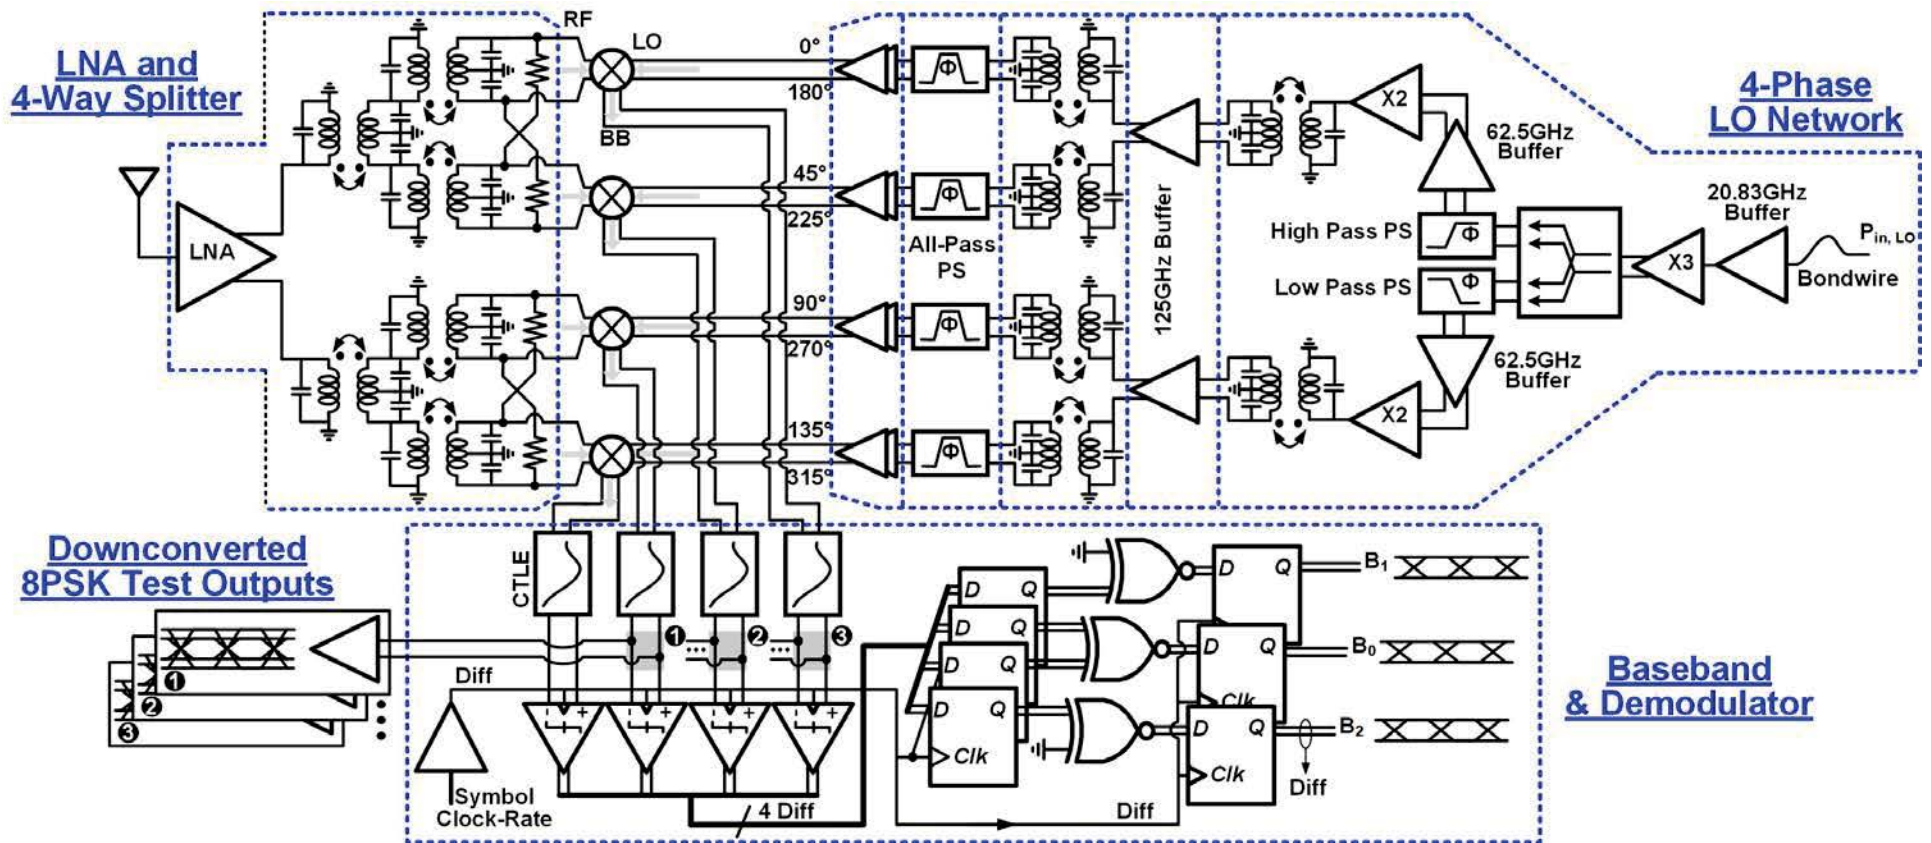 LNA and
4-Way Splitter
RF
LO
BB
LNA
0°
180°
45°
225°
90°
270°
135°
315°
Φ
Φ
Φ
Φ
All-Pass
PS
125GHz Buffer
X2
X2
62.5GHz
Buffer
62.5GHz
Buffer
High Pass PS
Φ
Low Pass PS
Φ
X3
20.83GHz
Buffer
Pin, LO
Bondwire
4-Phase
LO Network
Downconverted
8PSK Test Outputs
1
2
3
CTLE
1
2
3
Diff
Symbol
Clock-Rate
4 Diff
Diff
D Q
D Q
D Q
D Q
Clk
D Q
D Q
Clk
D Q
Clk
B1
B0
B2
Diff
Baseband
& Demodulator